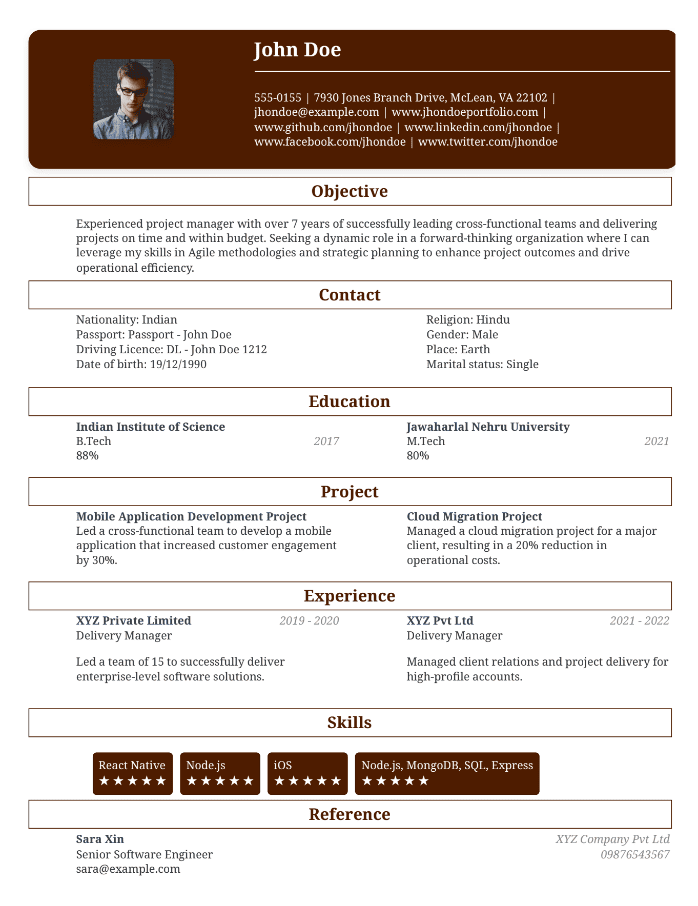 John Doe
555-0155 | 7930 Jones Branch Drive, McLean, VA 22102 |
jhondoe@example.com | www.jhondoeportfolio.com |
www.github.com/jhondoe | www.linkedin.com/jhondoe |
www.facebook.com/jhondoe | www.twitter.com/jhondoe
Objective
Experienced project manager with over 7 years of successfully leading cross-functional teams and delivering
projects on time and within budget. Seeking a dynamic role in a forward-thinking organization where I can
leverage my skills in Agile methodologies and strategic planning to enhance project outcomes and drive
operational efficiency.
Contact
Nationality: Indian
Passport: Passport - John Doe
Driving Licence: DL - John Doe 1212
Date of birth: 19/12/1990
Religion: Hindu
Gender: Male
Place: Earth
Marital status: Single
Education
Indian Institute of Science
B.Tech 2017
88%
Jawaharlal Nehru University
M.Tech 2021
80%
Project
Mobile Application Development Project
Led a cross-functional team to develop a mobile
application that increased customer engagement
by 30%.
Cloud Migration Project
Managed a cloud migration project for a major
client, resulting in a 20% reduction in
operational costs.
Experience
XYZ Private Limited 2019 - 2020
Delivery Manager
Led a team of 15 to successfully deliver
enterprise-level software solutions.
XYZ Pvt Ltd 2021 - 2022
Delivery Manager
Managed client relations and project delivery for
high-profile accounts.
Skills
React Native
★★★★★
Node.js
★★★★★
iOS
★★★★★
Node.js, MongoDB, SQL, Express
★★★★★
Reference
Sara Xin
Senior Software Engineer
sara@example.com
XYZ Company Pvt Ltd
09876543567